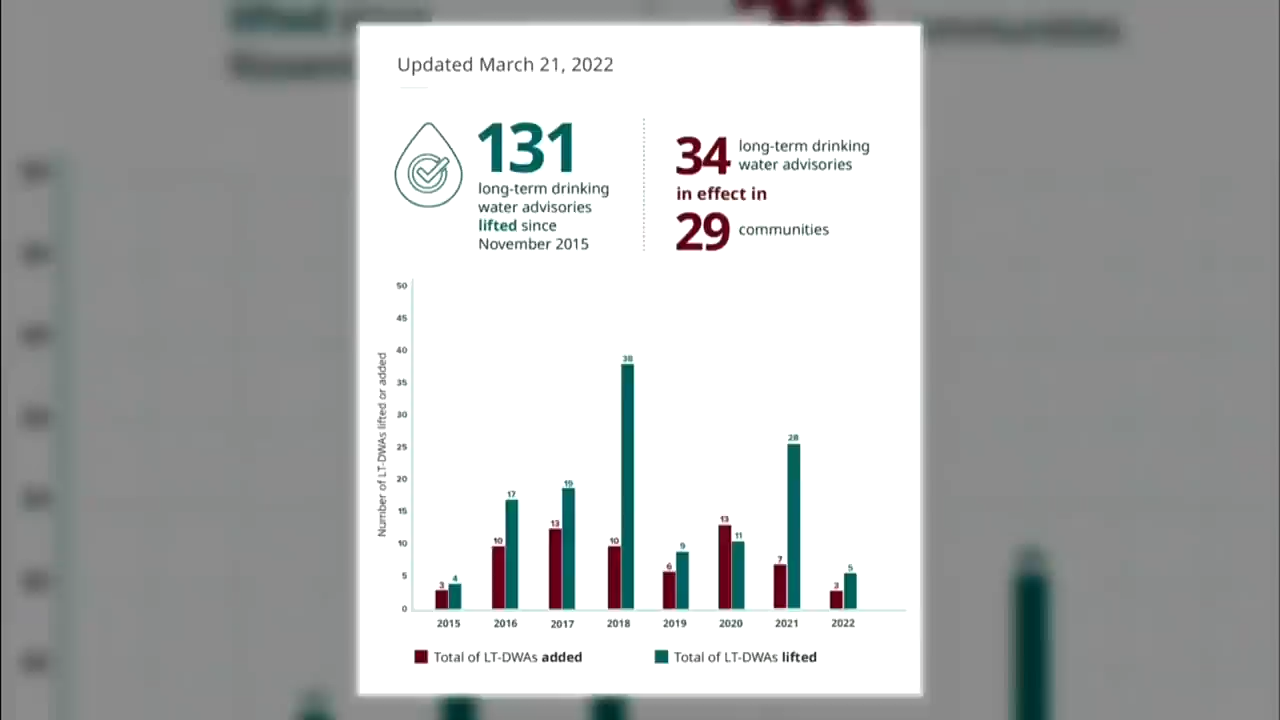 Updated March 21, 2022
131
long-term drinking
water advisories
lifted since
November 2015
34 long-term drinking
water advisories
in effect in
29 communities
Number of LT-DWAs lifted or added
50
45
40
35
30
25
20
15
10
5
0
3 4
10 17
13 19
10 38
6 9
13 11
7 28
3 5
2015 2016 2017 2018 2019 2020 2021 2022
Total of LT-DWAs added
Total of LT-DWAs lifted